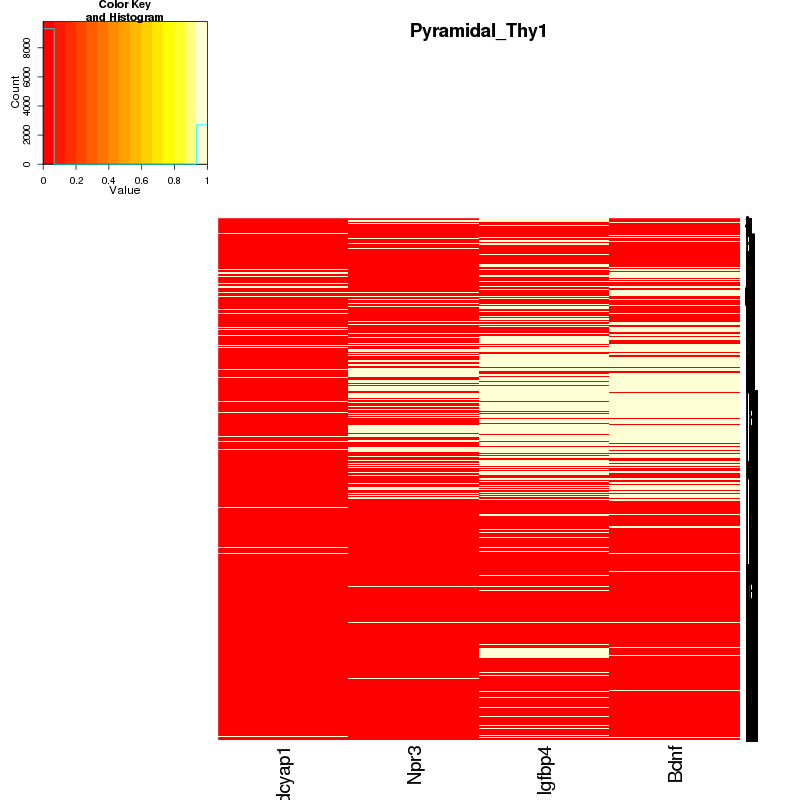 Color Key
and Histogram
Pyramidal_Thy1
Count
0 2000 4000 6000 8000
0 0.2 0.4 0.6 0.8 1
Value
dcyap1 Npr3 Igfbp4 Bdnf